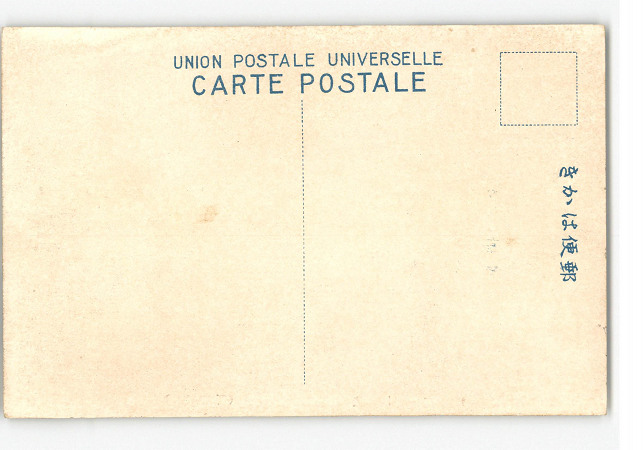 UNION POSTALE UNIVERSELLE
CARTE POSTALE
郵便はかき